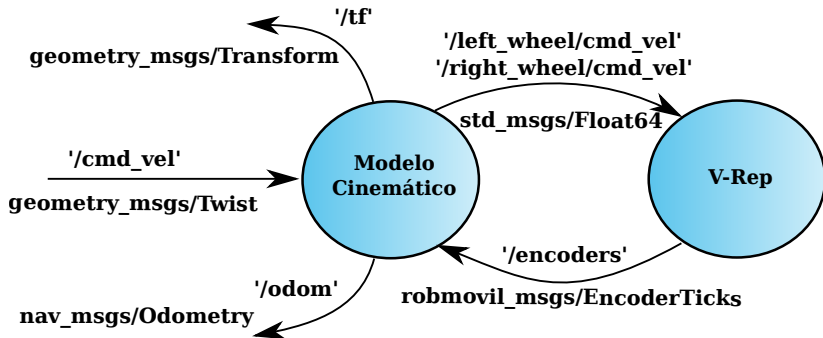 '/tf'
geometry_msgs/Transform
'/left_wheel/cmd_vel'
'/right_wheel/cmd_vel'
std_msgs/Float64
'/cmd_vel'
geometry_msgs/Twist
Modelo
Cinemático
V-Rep
'/encoders'
robmovil_msgs/EncoderTicks
'/odom'
nav_msgs/Odometry